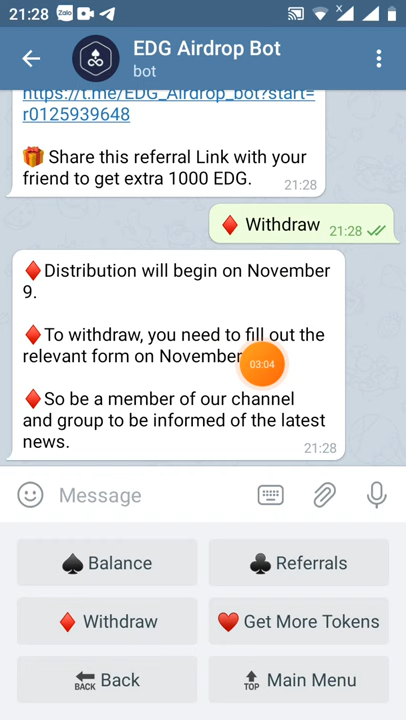 21:28 Zalo
EDG Airdrop Bot
bot
https://t.me/EDG_Airdrop_bot?start=
r0125939648
🎁 Share this referral Link with your
friend to get extra 1000 EDG.
21:28
♦️ Withdraw 21:28
♦️Distribution will begin on November
9.
♦️To withdraw, you need to fill out the
relevant form on November
03:04
♦️So be a member of our channel
and group to be informed of the latest
news.
21:28
Message
♠️ Balance
♣️ Referrals
♦️ Withdraw
❤️ Get More Tokens
🔙 Back
🔝 Main Menu